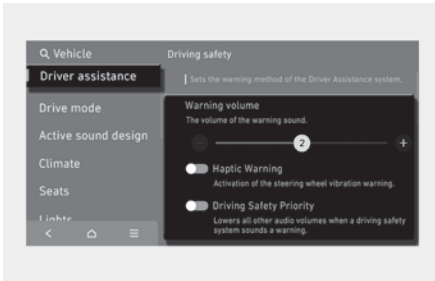 Vehicle
Driver assistance
Drive mode
Active sound design
Climate
Seats
Lights
Driving safety
Sets the warning method of the Driver Assistance system.
Warning volume
The volume of the warning sound.
2
Haptic Warning
Activation of the steering wheel vibration warning.
Driving Safety Priority
Lowers all other audio volumes when a driving safety
system sounds a warning.